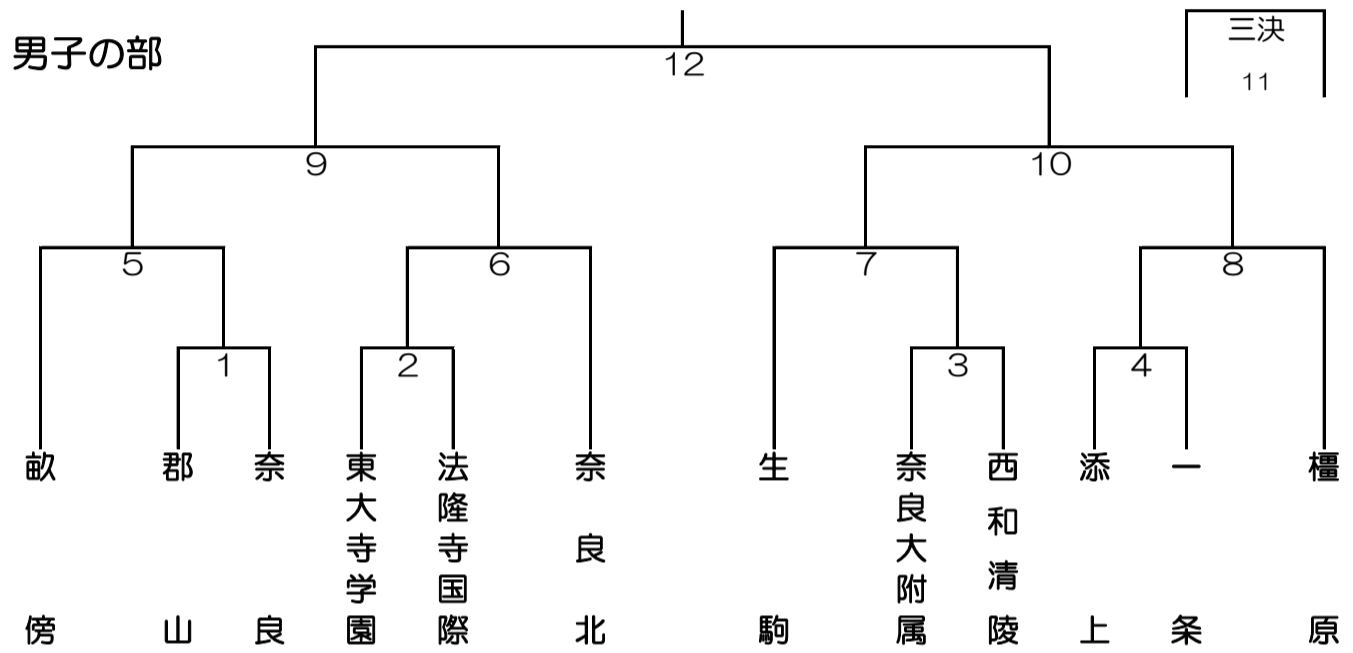 男子の部
三決
11
12
9
10
5
6
7
8
1
2
3
4
畝傍
郡山
奈良
東大寺学園
法隆寺国際
奈良北
生駒
奈良大附属
西和清陵
添上
一条
橿原